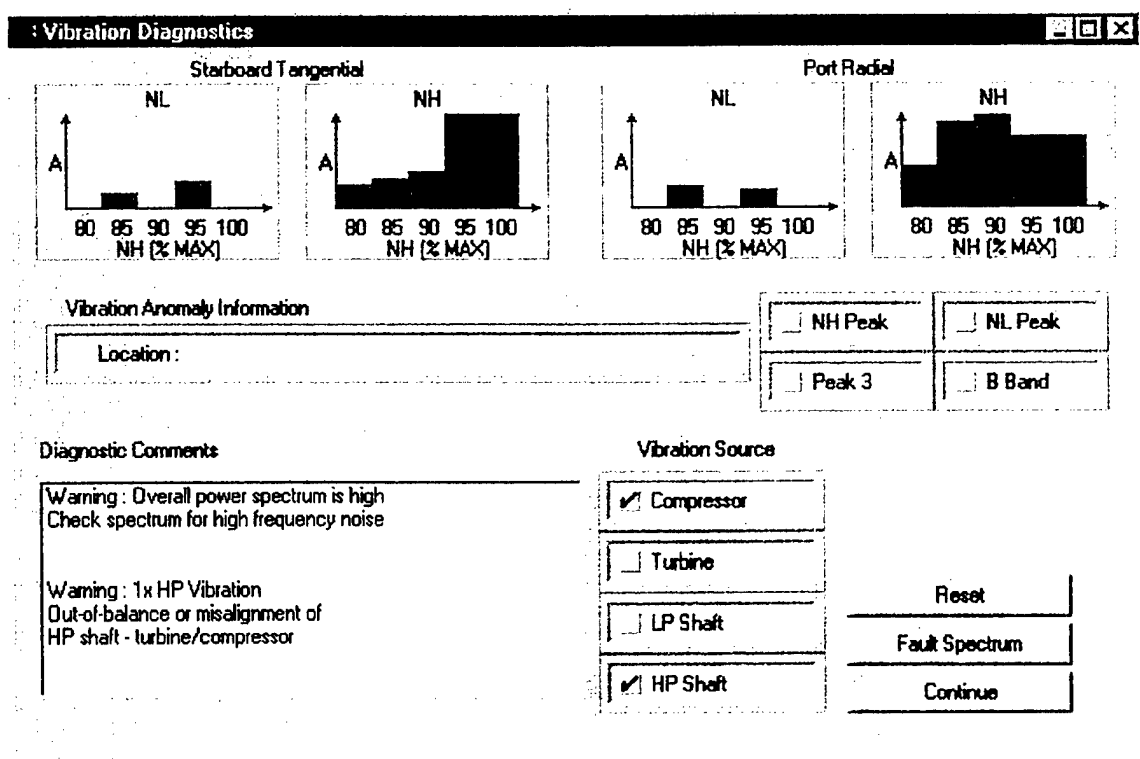 : Vibration Diagnostics
Starboard Tangential
Port Radial
NL
A
80 85 90 95 100
NH (% MAX)
NH
A
80 85 90 95 100
NH (% MAX)
NL
A
80 85 90 95 100
NH (% MAX)
NH
A
80 85 90 95 100
NH (% MAX)
Vibration Anomaly Information
Location :
NH Peak
NL Peak
Peak 3
B Band
Diagnostic Comments
Warning : Overall power spectrum is high
Check spectrum for high frequency noise
Warning : 1x HP Vibration
Out-of-balance or misalignment of
HP shaft - turbine/compressor
Vibration Source
Compressor
Turbine
LP Shaft
HP Shaft
Reset
Fault Spectrum
Continue